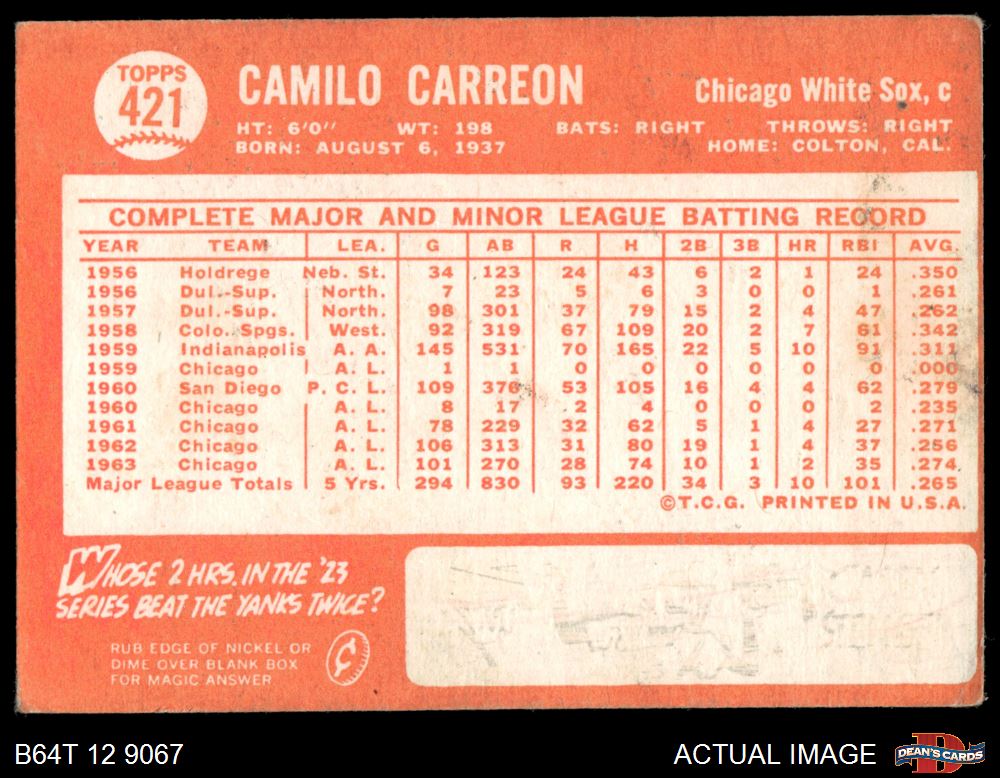 TOPPS
421
CAMILO CARREON
Chicago White Sox, c
HT: 6'0" WT: 198 BATS: RIGHT THROWS: RIGHT
BORN: AUGUST 6, 1937 HOME: COLTON, CAL.
COMPLETE MAJOR AND MINOR LEAGUE BATTING RECORD
YEAR TEAM LEA. G AB R H 2B 3B HR RBI AVG.
1956 Holdrege Neb. St. 34 123 24 43 6 2 1 24 .350
1956 Dul.-Sup. North. 7 23 5 6 3 0 0 1 .261
1957 Dul.-Sup. North. 98 301 37 79 15 2 4 47 .262
1958 Colo. Spgs. West. 92 319 67 109 20 2 7 61 .342
1959 Indianapolis A. A. 145 531 70 165 22 5 10 91 .311
1959 Chicago A. L. 1 1 0 0 0 0 0 0 .000
1960 San Diego P. C. L. 109 376 53 105 16 4 4 62 .279
1960 Chicago A. L. 8 17 2 4 0 0 0 2 .235
1961 Chicago A. L. 78 229 32 62 5 1 4 27 .271
1962 Chicago A. L. 106 313 31 80 19 1 4 37 .256
1963 Chicago A. L. 101 270 28 74 10 1 2 35 .274
Major League Totals 5 Yrs. 294 830 93 220 34 3 10 101 .265
©T.C.G. PRINTED IN U.S.A.
WHOSE 2 HRS. IN THE '23
SERIES BEAT THE YANKS TWICE?
RUB EDGE OF NICKEL OR
DIME OVER BLANK BOX
FOR MAGIC ANSWER
B64T 12 9067
ACTUAL IMAGE
DEAN'S CARDS